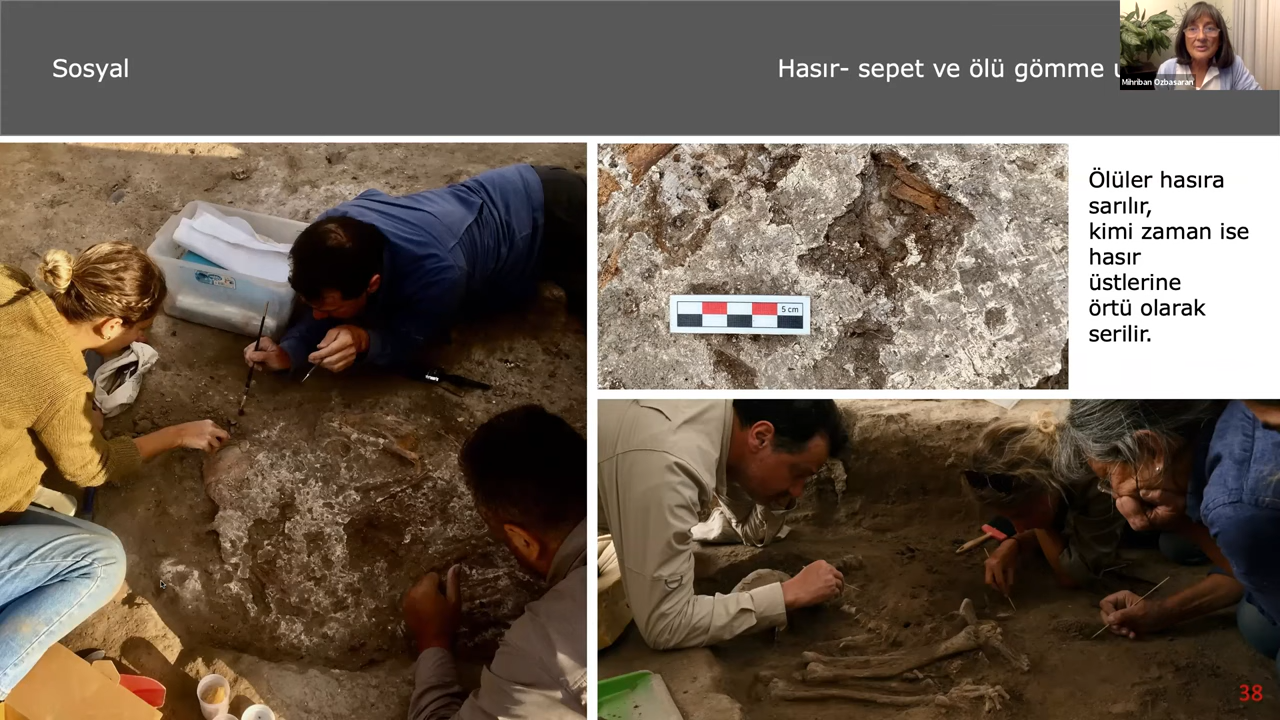 Sosyal
Hasır- sepet ve ölü gömme
Mihriban Ozbasaran
Ölüler hasıra
sarılır,
kimi zaman ise
hasır
üstlerine
örtü olarak
serilir.
5 cm
38